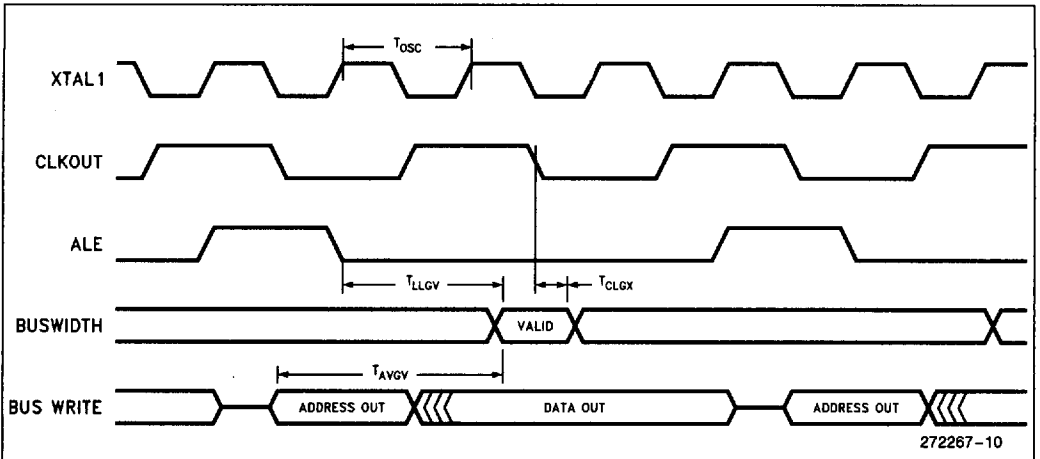 T_OSC
XTAL1
CLKOUT
ALE
T_LLGV
T_CLGX
BUSWIDTH
VALID
T_AVGV
BUS WRITE
ADDRESS OUT
DATA OUT
ADDRESS OUT
272267-10